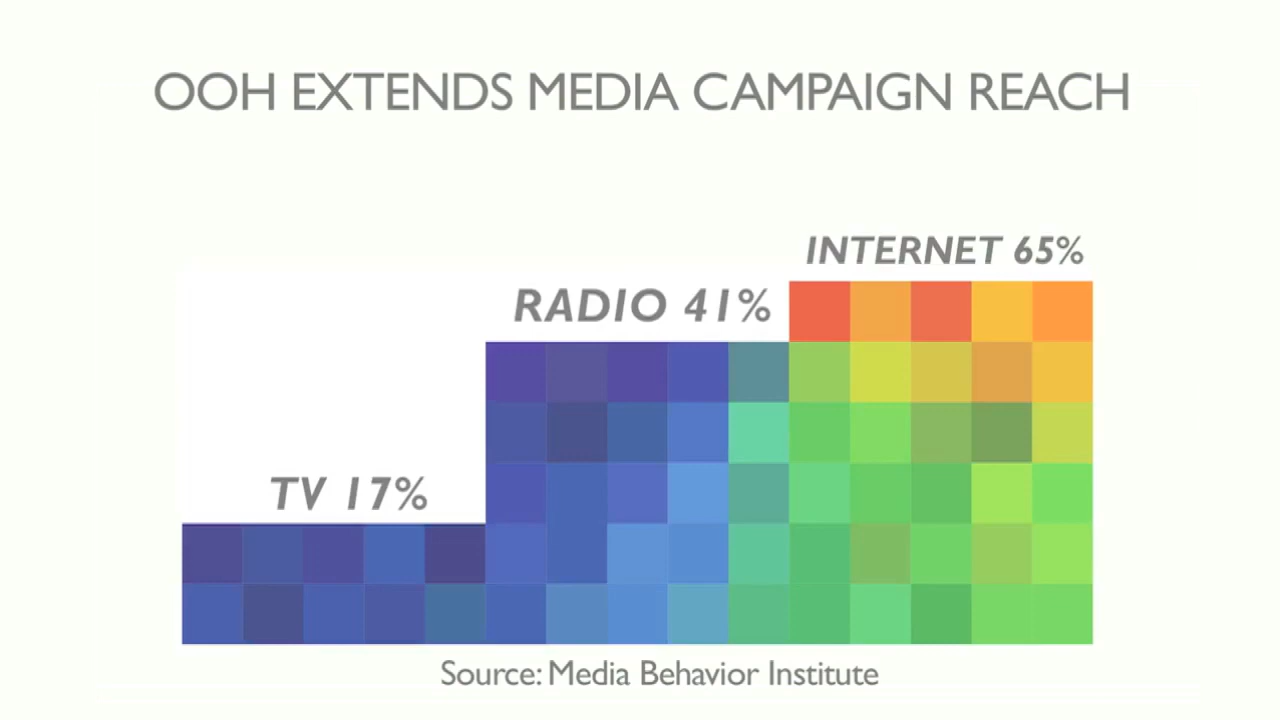 OOH EXTENDS MEDIA CAMPAIGN REACH
INTERNET 65%
RADIO 41%
TV 17%
Source: Media Behavior Institute